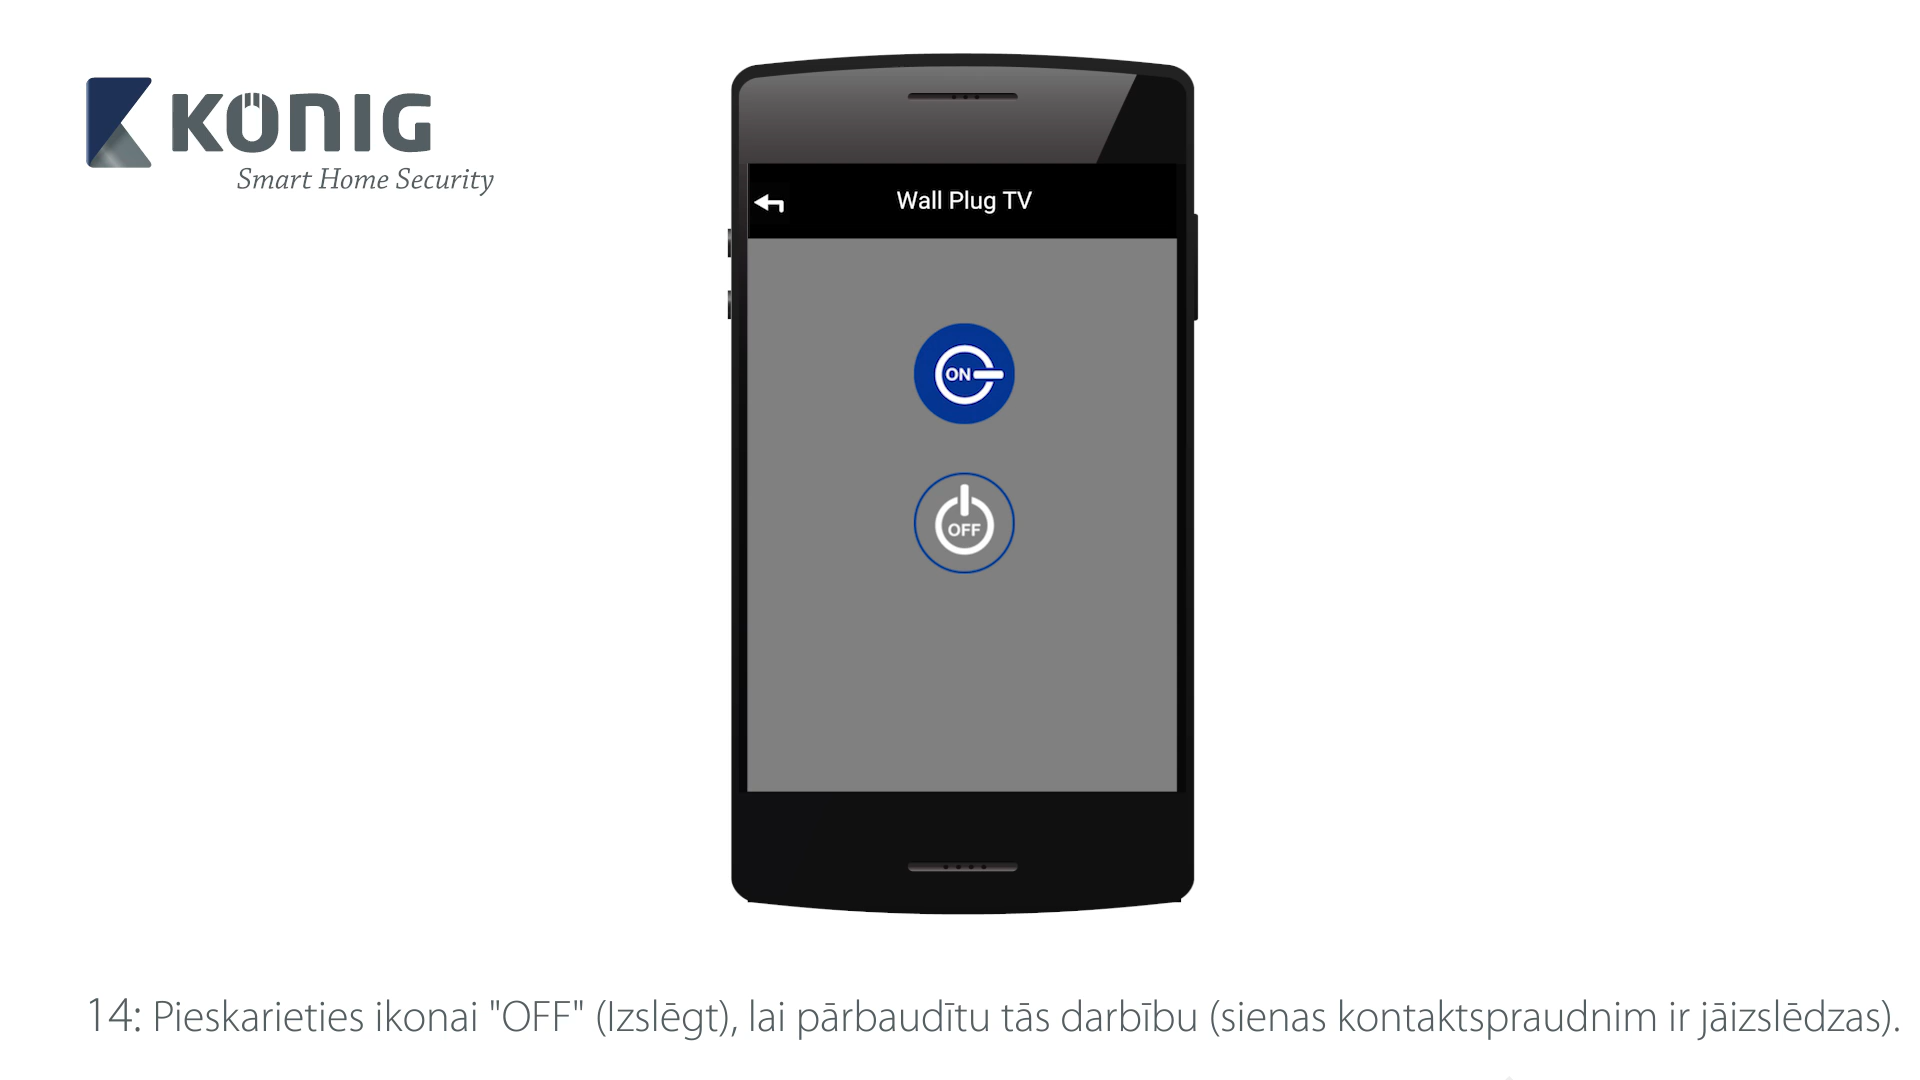 KÖNIG
Smart Home Security
Wall Plug TV
ON
OFF
14: Pieskarieties ikonai "OFF" (Izslēgt), lai pārbaudītu tās darbību (sienas kontaktspraudnim ir jāizslēdzas).